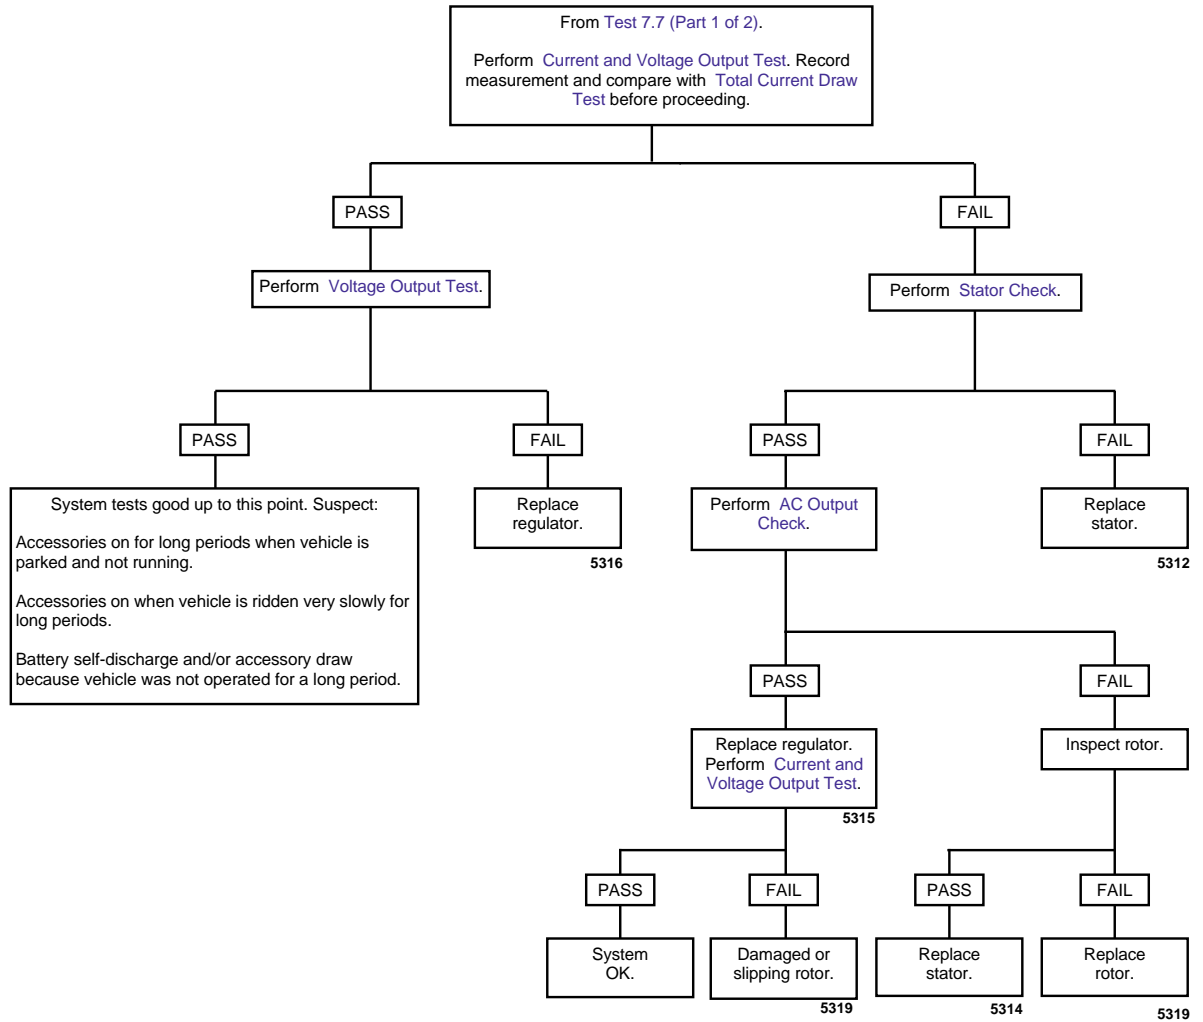 From Test 7.7 (Part 1 of 2).
Perform Current and Voltage Output Test. Record
measurement and compare with Total Current Draw
Test before proceeding.
PASS
FAIL
Perform Voltage Output Test.
Perform Stator Check.
PASS
FAIL
PASS
FAIL
System tests good up to this point. Suspect:
Accessories on for long periods when vehicle is
parked and not running.
Accessories on when vehicle is ridden very slowly for
long periods.
Battery self-discharge and/or accessory draw
because vehicle was not operated for a long period.
Replace
regulator.
5316
Perform AC Output
Check.
Replace
stator.
5312
PASS
FAIL
Replace regulator.
Perform Current and
Voltage Output Test.
5315
Inspect rotor.
PASS
FAIL
PASS
FAIL
System
OK.
Damaged or
slipping rotor.
5319
Replace
stator.
5314
Replace
rotor.
5319